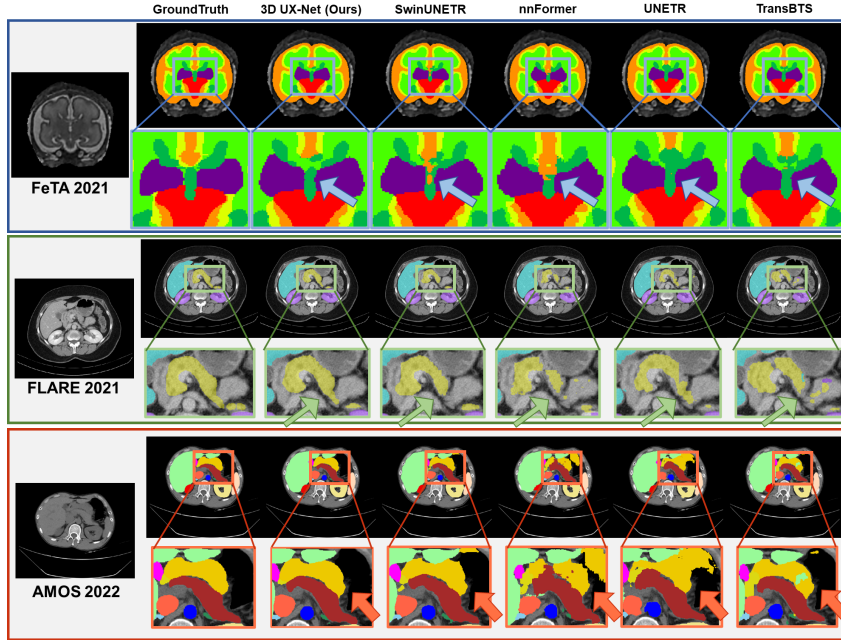 GroundTruth 3D UX-Net (Ours) SwinUNETR nnFormer UNETR TransBTS
FeTA 2021
FLARE 2021
AMOS 2022